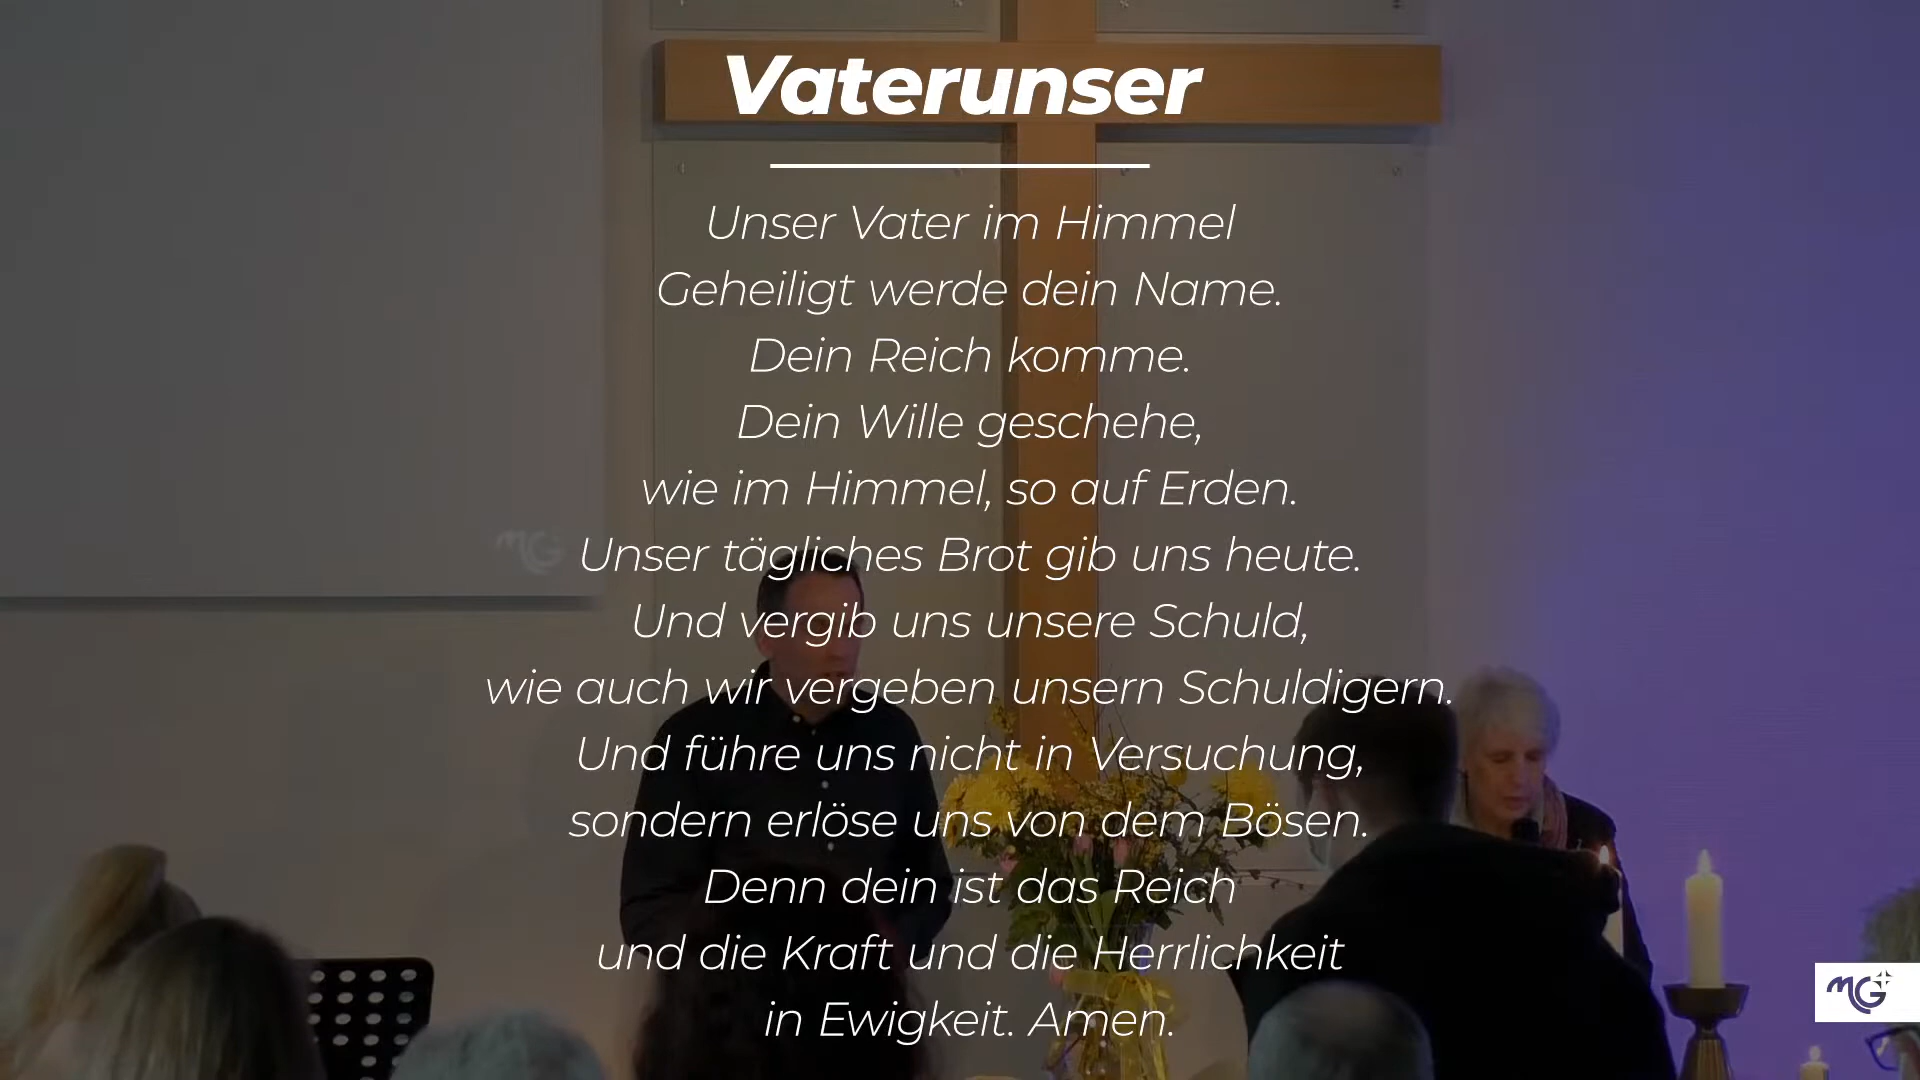 Vaterunser
Unser Vater im Himmel
Geheiligt werde dein Name.
Dein Reich komme.
Dein Wille geschehe,
wie im Himmel, so auf Erden.
Unser tägliches Brot gib uns heute.
Und vergib uns unsere Schuld,
wie auch wir vergeben unsern Schuldigern.
Und führe uns nicht in Versuchung,
sondern erlöse uns von dem Bösen.
Denn dein ist das Reich
und die Kraft und die Herrlichkeit
in Ewigkeit. Amen.
MG
MG